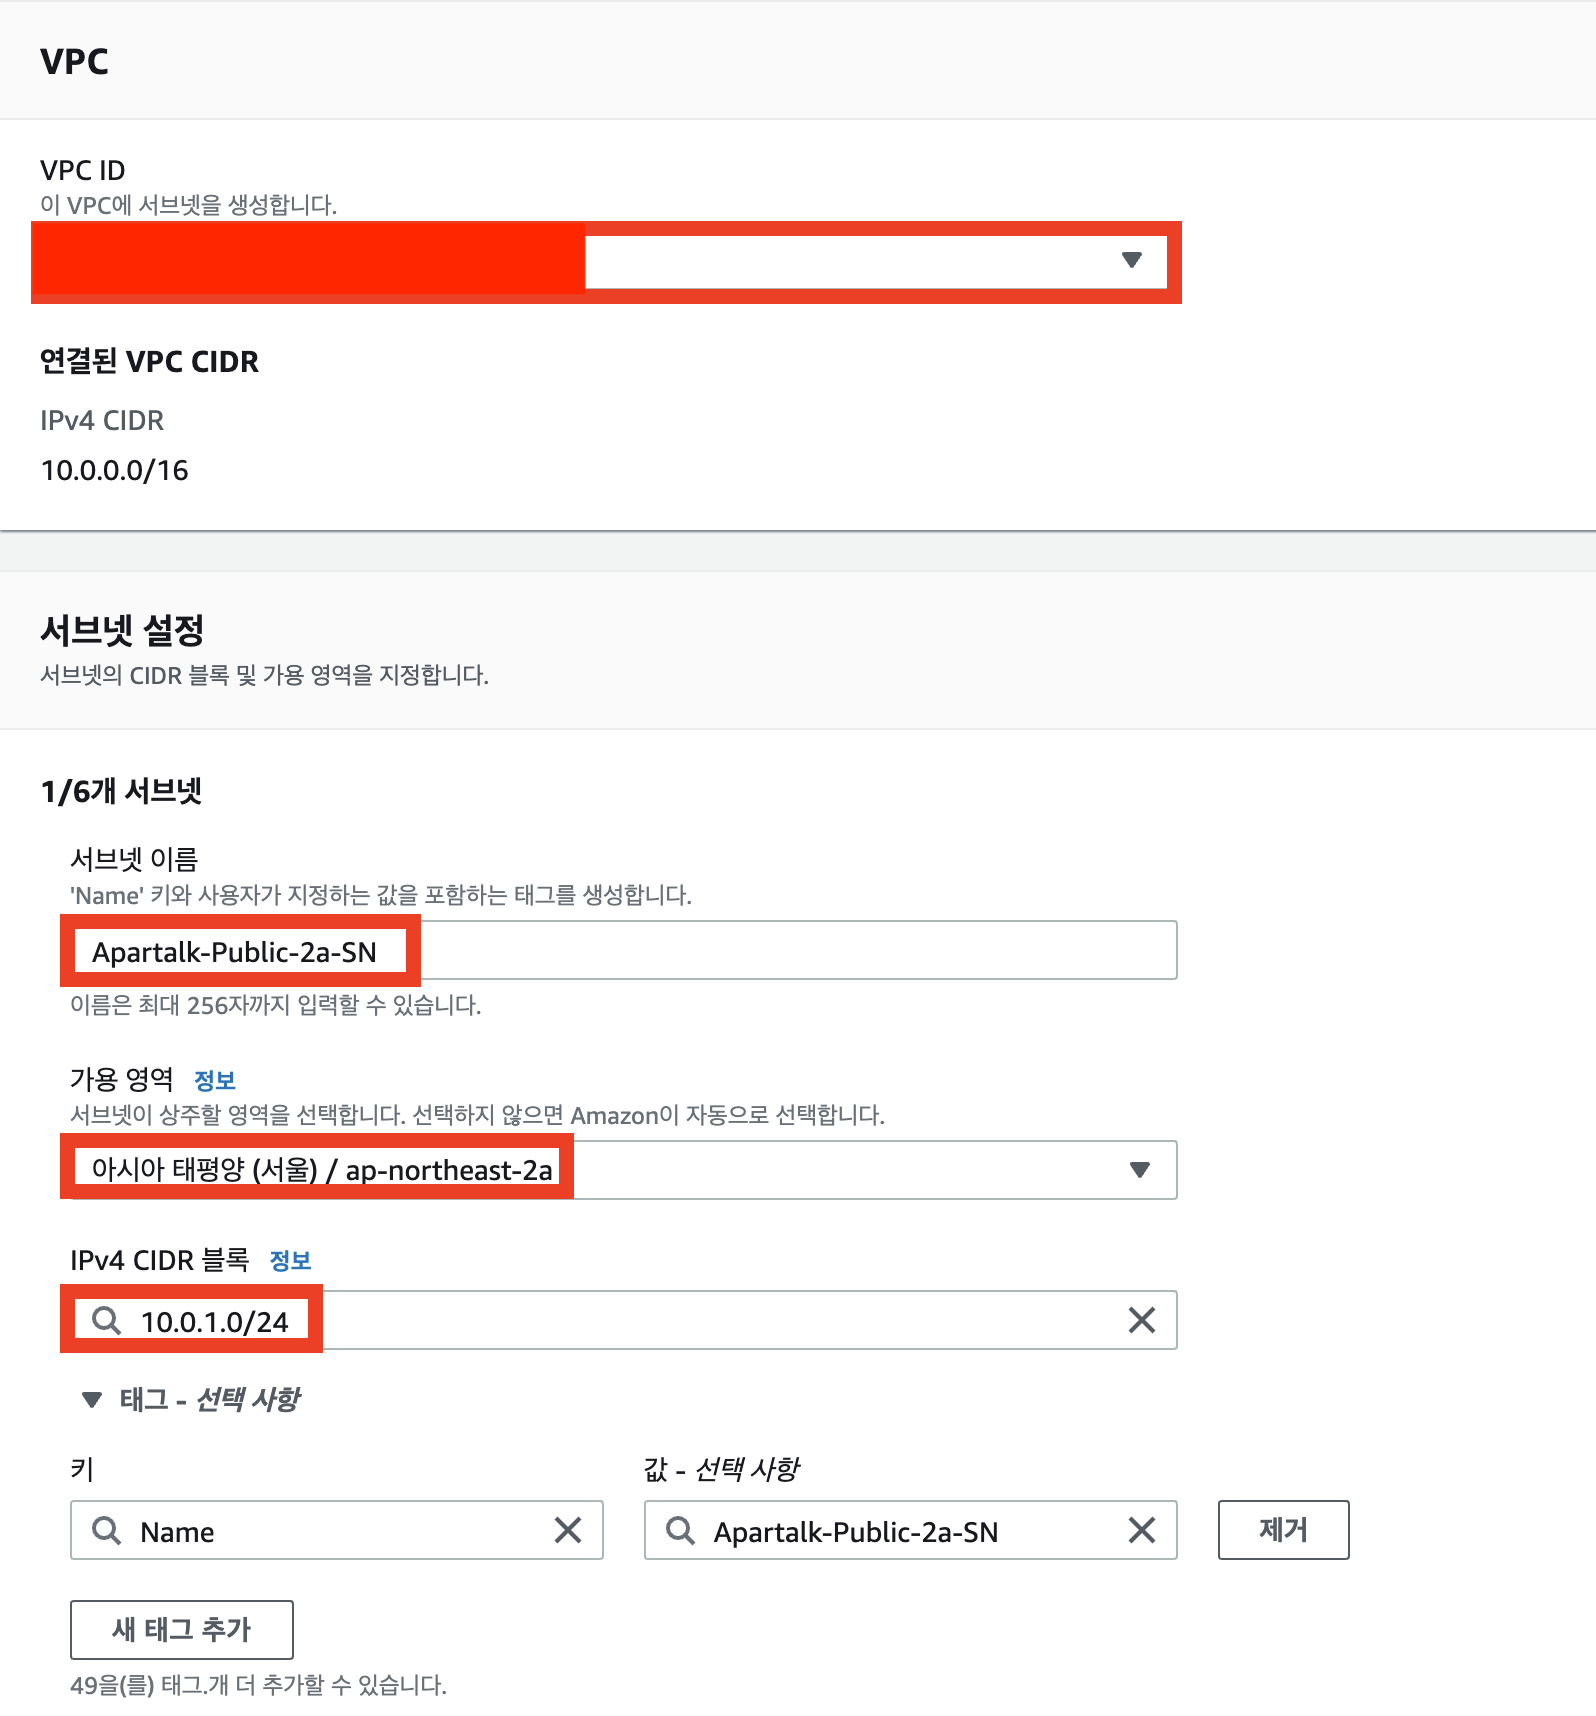 VPC
VPC ID
이 VPC에 서브넷을 생성합니다.
연결된 VPC CIDR
IPv4 CIDR
10.0.0.0/16
서브넷 설정
서브넷의 CIDR 블록 및 가용 영역을 지정합니다.
1/6개 서브넷
서브넷 이름
'Name' 키와 사용자가 지정하는 값을 포함하는 태그를 생성합니다.
Apartalk-Public-2a-SN
이름은 최대 256자까지 입력할 수 있습니다.
가용 영역 정보
서브넷이 상주할 영역을 선택합니다. 선택하지 않으면 Amazon이 자동으로 선택합니다.
아시아 태평양 (서울) / ap-northeast-2a
IPv4 CIDR 블록 정보
10.0.1.0/24
태그 - 선택 사항
키 값 - 선택 사항
Name Apartalk-Public-2a-SN 제거
새 태그 추가
49을(를) 태그.개 더 추가할 수 있습니다.